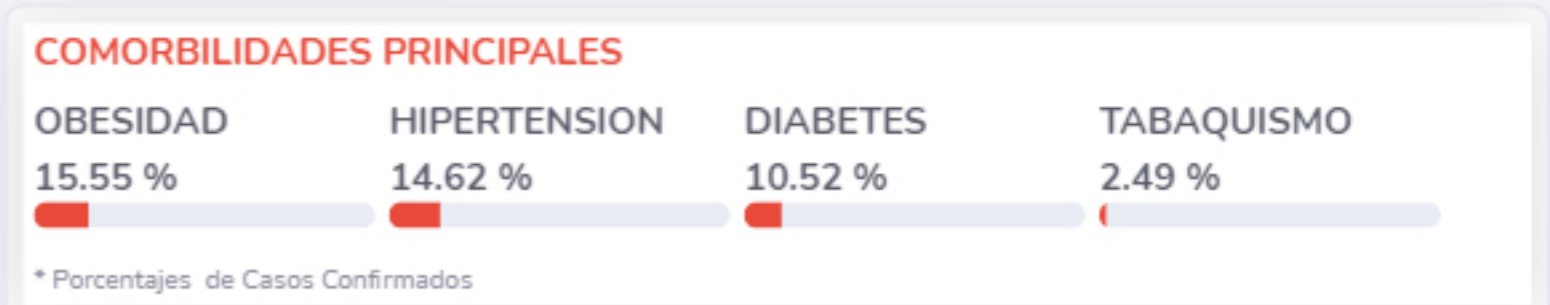 COMORBILIDADES PRINCIPALES
OBESIDAD HIPERTENSION DIABETES TABAQUISMO
15.55 % 14.62 % 10.52 % 2.49 %
* Porcentajes de Casos Confirmados